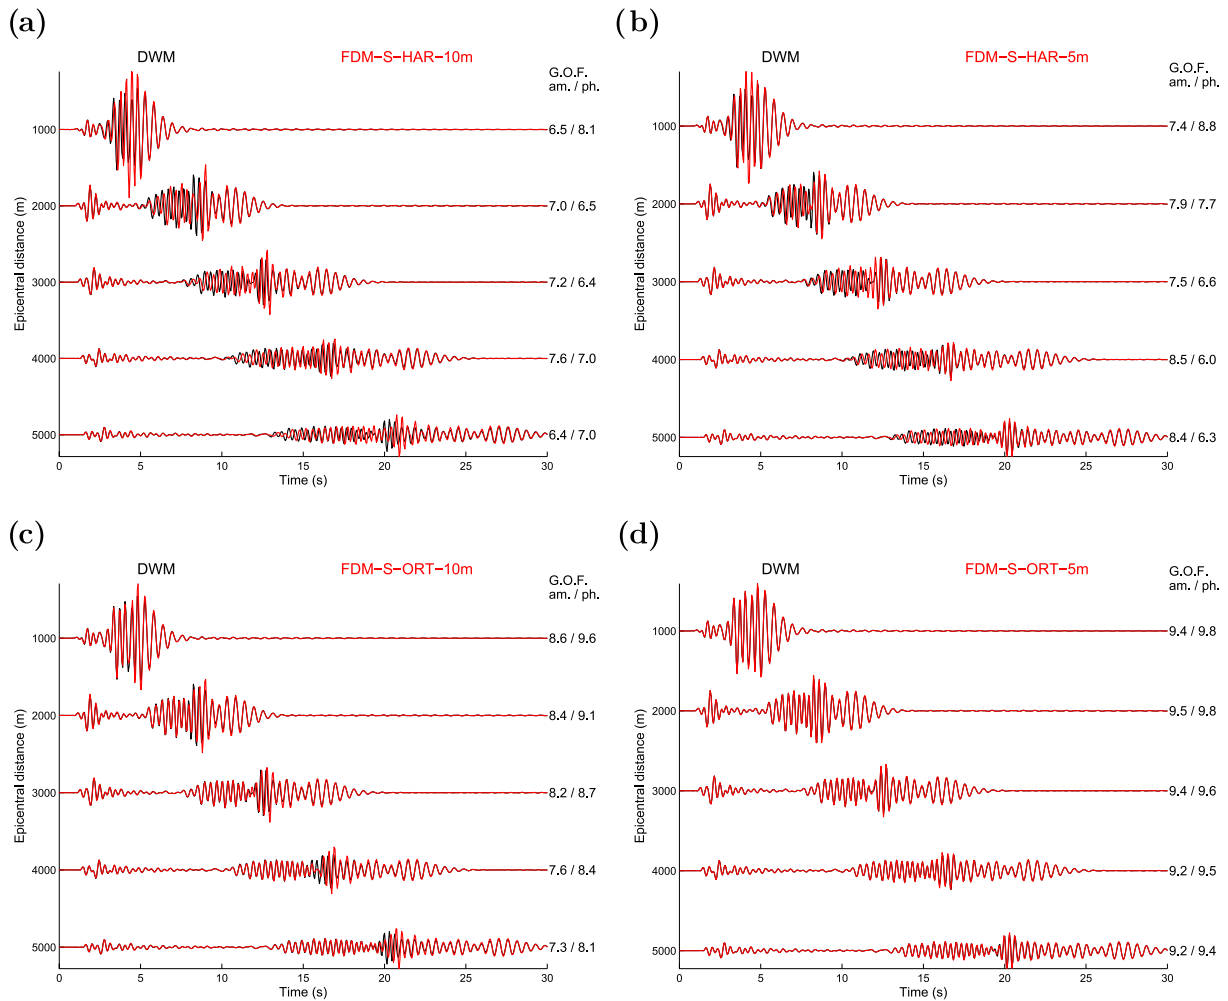 (a)
DWM
FDM-S-HAR-10m
G.O.F.
am. / ph.
1000
6.5 / 8.1
2000
7.0 / 6.5
3000
7.2 / 6.4
4000
7.6 / 7.0
5000
6.4 / 7.0
Epicentral distance (m)
0 5 10 15 20 25 30
Time (s)
(b)
DWM
FDM-S-HAR-5m
G.O.F.
am. / ph.
1000
7.4 / 8.8
2000
7.9 / 7.7
3000
7.5 / 6.6
4000
8.5 / 6.0
5000
8.4 / 6.3
Epicentral distance (m)
0 5 10 15 20 25 30
Time (s)
(c)
DWM
FDM-S-ORT-10m
G.O.F.
am. / ph.
1000
8.6 / 9.6
2000
8.4 / 9.1
3000
8.2 / 8.7
4000
7.6 / 8.4
5000
7.3 / 8.1
Epicentral distance (m)
0 5 10 15 20 25 30
Time (s)
(d)
DWM
FDM-S-ORT-5m
G.O.F.
am. / ph.
1000
9.4 / 9.8
2000
9.5 / 9.8
3000
9.4 / 9.6
4000
9.2 / 9.5
5000
9.2 / 9.4
Epicentral distance (m)
0 5 10 15 20 25 30
Time (s)